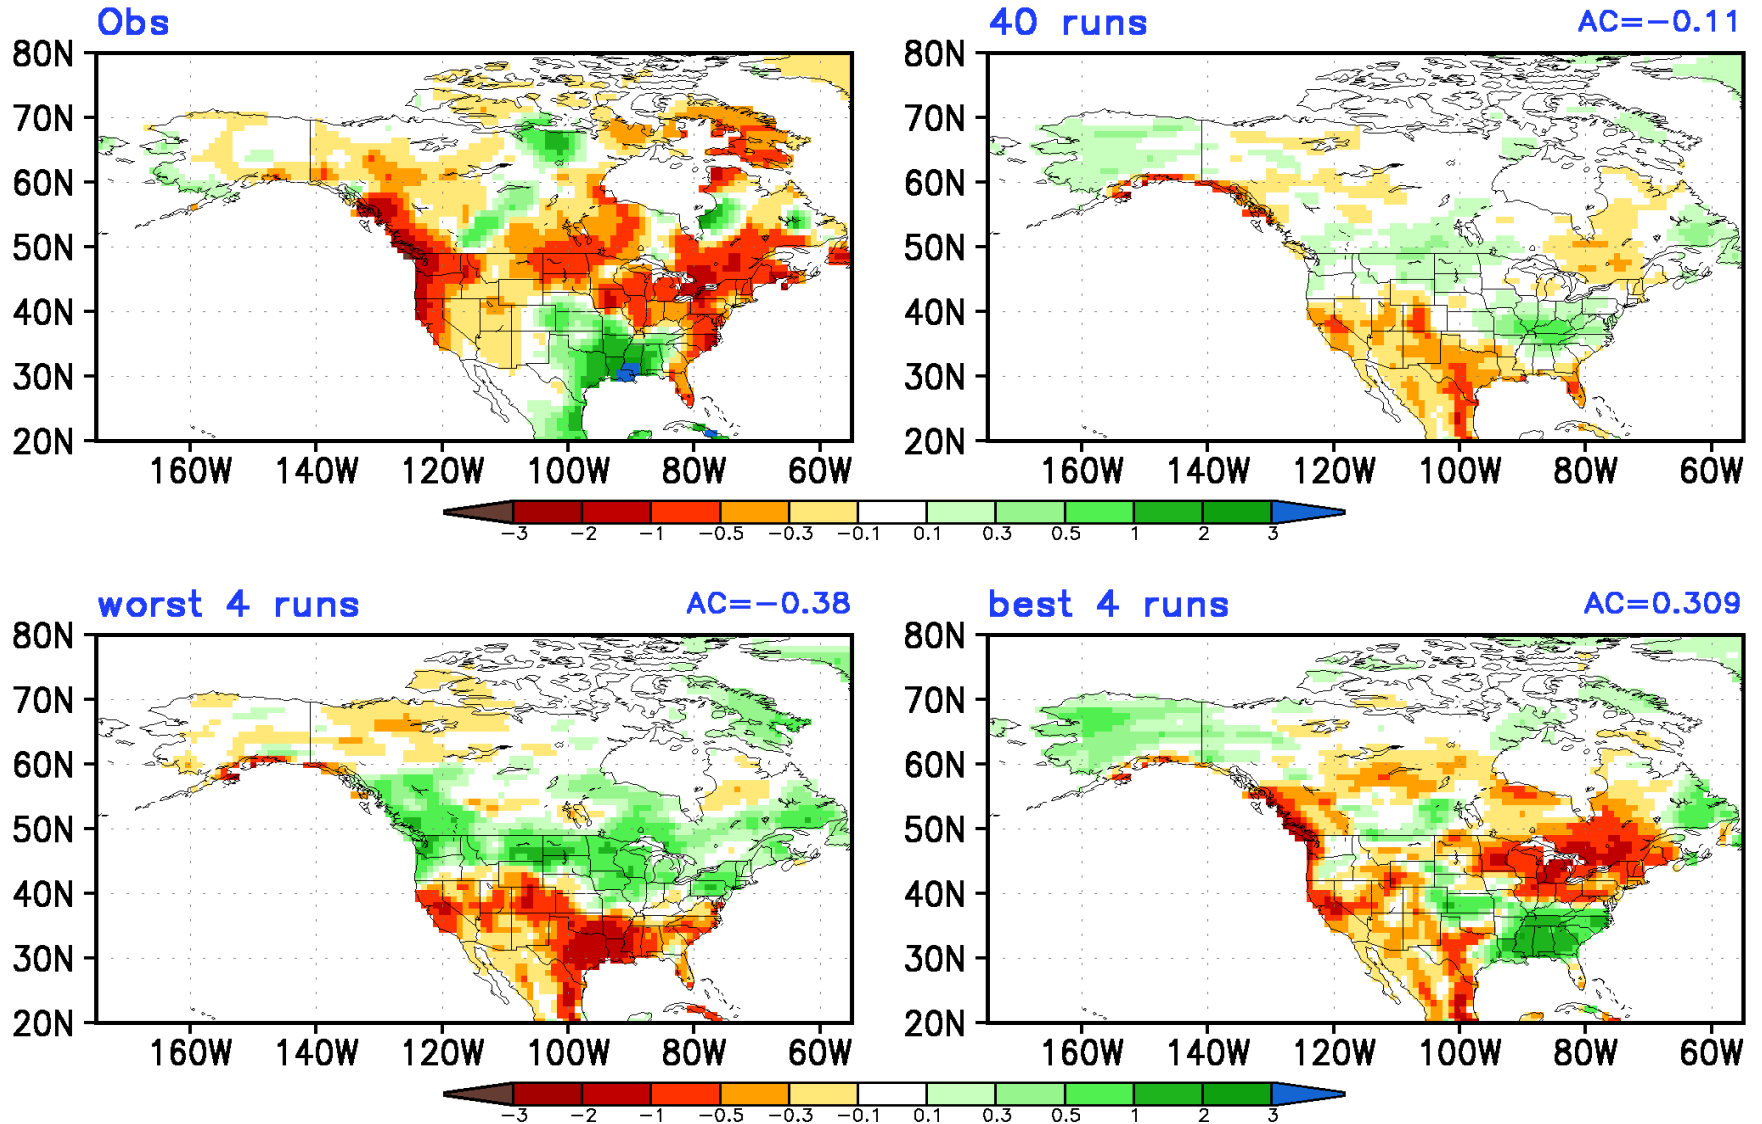 Obs
40 runs AC=−0.11
80N 80N
70N 70N
60N 60N
50N 50N
40N 40N
30N 30N
20N 20N
160W 140W 120W 100W 80W 60W 160W 140W 120W 100W 80W 60W
−3 −2 −1 −0.5 −0.3 −0.1 0.1 0.3 0.5 1 2 3
worst 4 runs AC=−0.38
best 4 runs AC=0.309
80N 80N
70N 70N
60N 60N
50N 50N
40N 40N
30N 30N
20N 20N
160W 140W 120W 100W 80W 60W 160W 140W 120W 100W 80W 60W
−3 −2 −1 −0.5 −0.3 −0.1 0.1 0.3 0.5 1 2 3